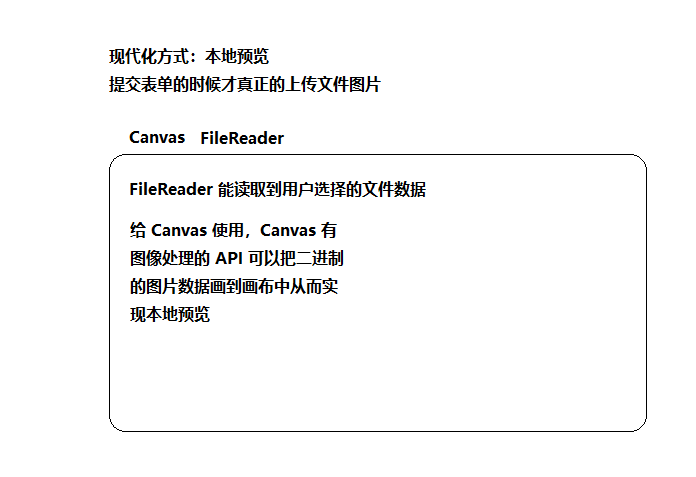 现代化方式：本地预览
提交表单的时候才真正的上传文件图片
Canvas FileReader
FileReader 能读取到用户选择的文件数据
给 Canvas 使用，Canvas 有
图像处理的 API 可以把二进制
的图片数据画到画布中从而实
现本地预览